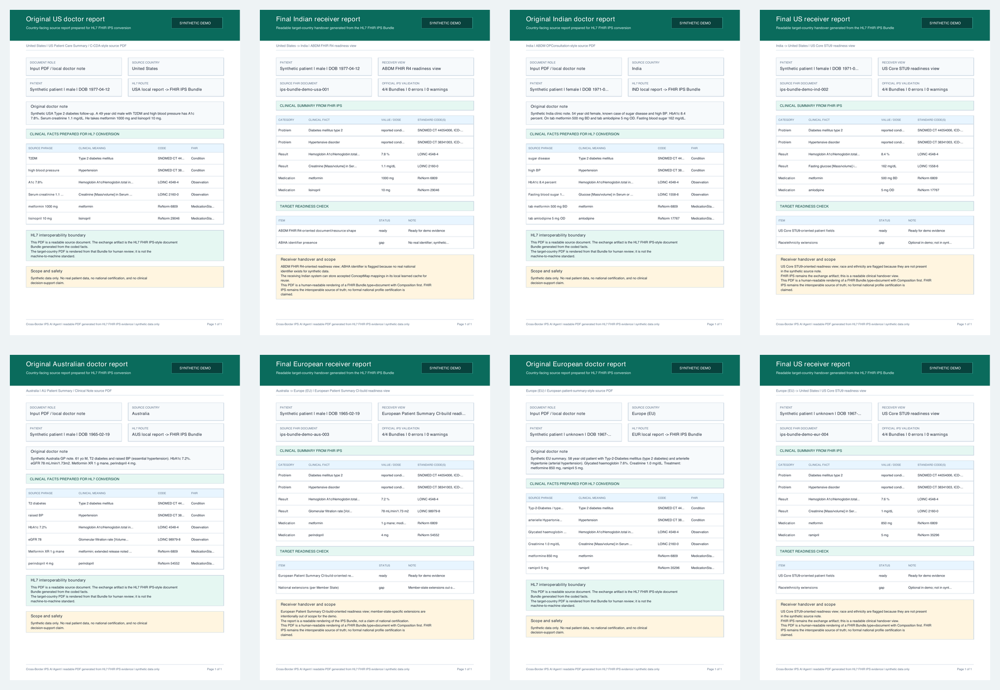 Original US doctor report
Country-facing source report prepared for HL7 FHIR IPS conversion
SYNTHETIC DEMO
United States | US Patient Care Summary / C-CDA-style source PDF
DOCUMENT ROLE
Input PDF / local doctor note
SOURCE COUNTRY
United States
PATIENT
Synthetic patient | male | DOB 1977-04-12
HL7 ROUTE
USA local report -> FHIR IPS Bundle
Original doctor note
Synthetic USA Type 2 diabetes follow-up. A 49 year old male with T2DM and high blood pressure has A1c
7.8%. Serum creatinine 1.1 mg/dL. He takes metformin 1000 mg and lisinopril 10 mg.
CLINICAL FACTS PREPARED FOR HL7 CONVERSION
SOURCE PHRASE CLINICAL MEANING CODE FHIR
T2DM Type 2 diabetes mellitus SNOMED CT 44... Condition
high blood pressure Hypertension SNOMED CT 38... Condition
A1c 7.8% Hemoglobin A1c/Hemoglobin.total in... LOINC 4548-4 Observation
Serum creatinine 1.1 ... Creatinine [Mass/volume] in Serum ... LOINC 2160-0 Observation
metformin 1000 mg metformin RxNorm 6809 MedicationSta...
lisinopril 10 mg lisinopril RxNorm 29046 MedicationSta...
HL7 interoperability boundary
This PDF is a readable source document. The exchange artifact is the HL7 FHIR IPS-style document
Bundle generated from the coded facts.
The target-country PDF is rendered from that Bundle for human review; it is not the
machine-to-machine standard.
Scope and safety
Synthetic data only. No real patient data, no national certification, and no clinical
decision-support claim.
Cross-Border IPS AI Agent | readable PDF generated from HL7 FHIR IPS evidence | synthetic data only
Page 1 of 1
Final Indian receiver report
Readable target-country handover generated from the HL7 FHIR IPS Bundle
SYNTHETIC DEMO
United States -> India | ABDM FHIR R4 readiness view
PATIENT
Synthetic patient | male | DOB 1977-04-12
RECEIVER VIEW
ABDM FHIR R4 readiness view
SOURCE FHIR DOCUMENT
ips-bundle-demo-usa-001
OFFICIAL IPS VALIDATION
4/4 Bundles | 0 errors | 0 warnings
CLINICAL SUMMARY FROM FHIR IPS
CATEGORY CLINICAL FACT VALUE / DOSE STANDARD CODE(S)
Problem Diabetes mellitus type 2 reported condi... SNOMED CT 44054006, ICD-...
Problem Hypertensive disorder reported condi... SNOMED CT 38341003, ICD-...
Result Hemoglobin A1c/Hemoglobin.total... 7.8 % LOINC 4548-4
Result Creatinine [Mass/volume] in Ser... 1.1 mg/dL LOINC 2160-0
Medication metformin 1000 mg RxNorm 6809
Medication lisinopril 10 mg RxNorm 29046
TARGET READINESS CHECK
ITEM STATUS NOTE
ABDM FHIR R4-oriented document/resource shape ready Ready for demo evidence
ABHA identifier presence gap No real identifier; synthetic...
Receiver handover and scope
ABDM FHIR R4-oriented readiness view; ABHA identifier is flagged because no real national
identifier exists for synthetic data.
The receiving Indian system can store accepted ConceptMap mappings in its local learned cache for
reuse.
This PDF is a human-readable rendering of a FHIR Bundle.type=document with Composition first. FHIR
IPS remains the interoperable source of truth; no formal national profile certification is
claimed.
Cross-Border IPS AI Agent | readable PDF generated from HL7 FHIR IPS evidence | synthetic data only
Page 1 of 1
Original Indian doctor report
Country-facing source report prepared for HL7 FHIR IPS conversion
SYNTHETIC DEMO
India | ABDM OPConsultation-style source PDF
DOCUMENT ROLE
Input PDF / local doctor note
SOURCE COUNTRY
India
PATIENT
Synthetic patient | female | DOB 1971-0...
HL7 ROUTE
IND local report -> FHIR IPS Bundle
Original doctor note
Synthetic India clinic note. 54 year old female, known case of sugar disease and high BP. HbA1c 8.4
percent. On tab metformin 500 mg BD and tab amlodipine 5 mg OD. Fasting blood sugar 162 mg/dL.
CLINICAL FACTS PREPARED FOR HL7 CONVERSION
SOURCE PHRASE CLINICAL MEANING CODE FHIR
sugar disease Type 2 diabetes mellitus SNOMED CT 44... Condition
high BP Hypertension SNOMED CT 38... Condition
HbA1c 8.4 percent Hemoglobin A1c/Hemoglobin.total in... LOINC 4548-4 Observation
Fasting blood sugar 1... Glucose [Mass/volume] in Serum or ... LOINC 1558-6 Observation
tab metformin 500 mg BD metformin RxNorm 6809 MedicationSta...
tab amlodipine 5 mg OD amlodipine RxNorm 17767 MedicationSta...
HL7 interoperability boundary
This PDF is a readable source document. The exchange artifact is the HL7 FHIR IPS-style document
Bundle generated from the coded facts.
The target-country PDF is rendered from that Bundle for human review; it is not the
machine-to-machine standard.
Scope and safety
Synthetic data only. No real patient data, no national certification, and no clinical
decision-support claim.
Cross-Border IPS AI Agent | readable PDF generated from HL7 FHIR IPS evidence | synthetic data only
Page 1 of 1
Final US receiver report
Readable target-country handover generated from the HL7 FHIR IPS Bundle
SYNTHETIC DEMO
India -> United States | US Core STU9 readiness view
PATIENT
Synthetic patient | female | DOB 1971-0...
RECEIVER VIEW
US Core STU9 readiness view
SOURCE FHIR DOCUMENT
ips-bundle-demo-ind-002
OFFICIAL IPS VALIDATION
4/4 Bundles | 0 errors | 0 warnings
CLINICAL SUMMARY FROM FHIR IPS
CATEGORY CLINICAL FACT VALUE / DOSE STANDARD CODE(S)
Problem Diabetes mellitus type 2 reported condi... SNOMED CT 44054006, ICD-...
Problem Hypertensive disorder reported condi... SNOMED CT 38341003, ICD-...
Result Hemoglobin A1c/Hemoglobin.total... 8.4 % LOINC 4548-4
Result Fasting glucose [Mass/volume] i... 162 mg/dL LOINC 1558-6
Medication metformin 500 mg BD RxNorm 6809
Medication amlodipine 5 mg OD RxNorm 17767
TARGET READINESS CHECK
ITEM STATUS NOTE
US Core STU9-oriented patient fields ready Ready for demo evidence
Race/ethnicity extensions gap Optional in demo; not in synt...
Receiver handover and scope
US Core STU9-oriented readiness view; race and ethnicity are flagged because they are not present
in the synthetic source note.
FHIR IPS remains the exchange artifact; this is a readable clinical handover view.
This PDF is a human-readable rendering of a FHIR Bundle.type=document with Composition first. FHIR
IPS remains the interoperable source of truth; no formal national profile certification is
claimed.
Cross-Border IPS AI Agent | readable PDF generated from HL7 FHIR IPS evidence | synthetic data only
Page 1 of 1
Original Australian doctor report
Country-facing source report prepared for HL7 FHIR IPS conversion
SYNTHETIC DEMO
Australia | AU Patient Summary / Clinical Note source PDF
DOCUMENT ROLE
Input PDF / local doctor note
SOURCE COUNTRY
Australia
PATIENT
Synthetic patient | male | DOB 1965-02-19
HL7 ROUTE
AUS local report -> FHIR IPS Bundle
Original doctor note
Synthetic Australia GP note. 61 yo M, T2 diabetes and raised BP (essential hypertension). HbA1c 7.2%.
eGFR 78 mL/min/1.73m2. Metformin XR 1 g mane, perindopril 4 mg.
CLINICAL FACTS PREPARED FOR HL7 CONVERSION
SOURCE PHRASE CLINICAL MEANING CODE FHIR
T2 diabetes Type 2 diabetes mellitus SNOMED CT 44... Condition
raised BP Hypertension SNOMED CT 38... Condition
HbA1c 7.2% Hemoglobin A1c/Hemoglobin.total in... LOINC 4548-4 Observation
eGFR 78 Glomerular filtration rate [Volume... LOINC 98979-8 Observation
Metformin XR 1 g mane metformin; extended release noted ... RxNorm 6809 MedicationSta...
perindopril 4 mg perindopril RxNorm 54552 MedicationSta...
HL7 interoperability boundary
This PDF is a readable source document. The exchange artifact is the HL7 FHIR IPS-style document
Bundle generated from the coded facts.
The target-country PDF is rendered from that Bundle for human review; it is not the
machine-to-machine standard.
Scope and safety
Synthetic data only. No real patient data, no national certification, and no clinical
decision-support claim.
Cross-Border IPS AI Agent | readable PDF generated from HL7 FHIR IPS evidence | synthetic data only
Page 1 of 1
Final European receiver report
Readable target-country handover generated from the HL7 FHIR IPS Bundle
SYNTHETIC DEMO
Australia -> Europe (EU) | European Patient Summary CI-build readiness view
PATIENT
Synthetic patient | male | DOB 1965-02-19
RECEIVER VIEW
European Patient Summary CI-build readi...
SOURCE FHIR DOCUMENT
ips-bundle-demo-aus-003
OFFICIAL IPS VALIDATION
4/4 Bundles | 0 errors | 0 warnings
CLINICAL SUMMARY FROM FHIR IPS
CATEGORY CLINICAL FACT VALUE / DOSE STANDARD CODE(S)
Problem Diabetes mellitus type 2 reported condi... SNOMED CT 44054006, ICD-...
Problem Hypertensive disorder reported condi... SNOMED CT 38341003, ICD-...
Result Hemoglobin A1c/Hemoglobin.total... 7.2 % LOINC 4548-4
Result Glomerular filtration rate [Vol... 78 mL/min/1.73 m2 LOINC 98979-8
Medication metformin 1 g mane; modi... RxNorm 6809
Medication perindopril 4 mg RxNorm 54552
TARGET READINESS CHECK
ITEM STATUS NOTE
European Patient Summary CI-build-oriented re... ready Ready for demo evidence
National extensions (per Member State) gap Member-state extensions out o...
Receiver handover and scope
European Patient Summary CI-build-oriented readiness view; member-state-specific extensions are
intentionally out of scope for the demo.
The report is a readable rendering of the IPS Bundle, not a claim of national certification.
This PDF is a human-readable rendering of a FHIR Bundle.type=document with Composition first. FHIR
IPS remains the interoperable source of truth; no formal national profile certification is
claimed.
Cross-Border IPS AI Agent | readable PDF generated from HL7 FHIR IPS evidence | synthetic data only
Page 1 of 1
Original European doctor report
Country-facing source report prepared for HL7 FHIR IPS conversion
SYNTHETIC DEMO
Europe (EU) | European patient-summary-style source PDF
DOCUMENT ROLE
Input PDF / local doctor note
SOURCE COUNTRY
Europe (EU)
PATIENT
Synthetic patient | unknown | DOB 1967-...
HL7 ROUTE
EUR local report -> FHIR IPS Bundle
Original doctor note
Synthetic EU summary. 58 year old patient with Typ-2-Diabetes mellitus (type 2 diabetes) and arterielle
Hypertonie (arterial hypertension). Glycated haemoglobin 7.6%. Creatinine 1.0 mg/dL. Treatment:
metformine 850 mg, ramipril 5 mg.
CLINICAL FACTS PREPARED FOR HL7 CONVERSION
SOURCE PHRASE CLINICAL MEANING CODE FHIR
Typ-2-Diabetes / type... Type 2 diabetes mellitus SNOMED CT 44... Condition
arterielle Hypertonie... Hypertension SNOMED CT 38... Condition
Glycated haemoglobin ... Hemoglobin A1c/Hemoglobin.total in... LOINC 4548-4 Observation
Creatinine 1.0 mg/dL Creatinine [Mass/volume] in Serum ... LOINC 2160-0 Observation
metformine 850 mg metformin RxNorm 6809 MedicationSta...
ramipril 5 mg ramipril RxNorm 35296 MedicationSta...
HL7 interoperability boundary
This PDF is a readable source document. The exchange artifact is the HL7 FHIR IPS-style document
Bundle generated from the coded facts.
The target-country PDF is rendered from that Bundle for human review; it is not the
machine-to-machine standard.
Scope and safety
Synthetic data only. No real patient data, no national certification, and no clinical
decision-support claim.
Cross-Border IPS AI Agent | readable PDF generated from HL7 FHIR IPS evidence | synthetic data only
Page 1 of 1
Final US receiver report
Readable target-country handover generated from the HL7 FHIR IPS Bundle
SYNTHETIC DEMO
Europe (EU) -> United States | US Core STU9 readiness view
PATIENT
Synthetic patient | unknown | DOB 1967-...
RECEIVER VIEW
US Core STU9 readiness view
SOURCE FHIR DOCUMENT
ips-bundle-demo-eur-004
OFFICIAL IPS VALIDATION
4/4 Bundles | 0 errors | 0 warnings
CLINICAL SUMMARY FROM FHIR IPS
CATEGORY CLINICAL FACT VALUE / DOSE STANDARD CODE(S)
Problem Diabetes mellitus type 2 reported condi... SNOMED CT 44054006, ICD-...
Problem Hypertensive disorder reported condi... SNOMED CT 38341003, ICD-...
Result Hemoglobin A1c/Hemoglobin.total... 7.6 % LOINC 4548-4
Result Creatinine [Mass/volume] in Ser... 1 mg/dL LOINC 2160-0
Medication metformin 850 mg RxNorm 6809
Medication ramipril 5 mg RxNorm 35296
TARGET READINESS CHECK
ITEM STATUS NOTE
US Core STU9-oriented patient fields ready Ready for demo evidence
Race/ethnicity extensions gap Optional in demo; not in synt...
Receiver handover and scope
US Core STU9-oriented readiness view; race and ethnicity are flagged because they are not present
in the synthetic source note.
FHIR IPS remains the exchange artifact; this is a readable clinical handover view.
This PDF is a human-readable rendering of a FHIR Bundle.type=document with Composition first. FHIR
IPS remains the interoperable source of truth; no formal national profile certification is
claimed.
Cross-Border IPS AI Agent | readable PDF generated from HL7 FHIR IPS evidence | synthetic data only
Page 1 of 1